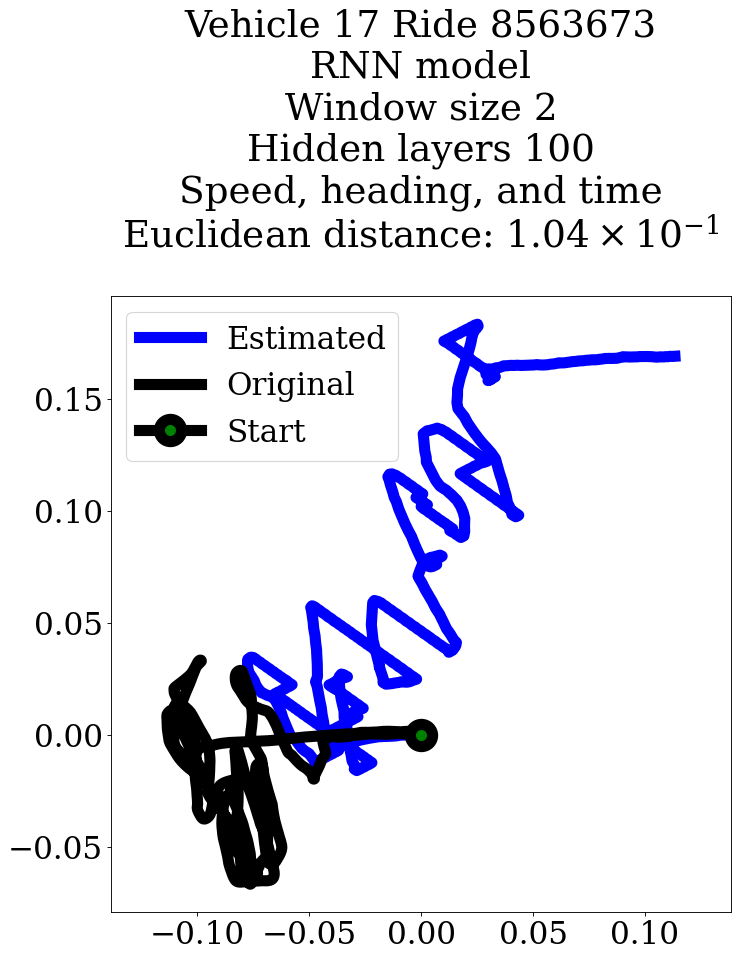 Vehicle 17 Ride 8563673
RNN model
Window size 2
Hidden layers 100
Speed, heading, and time
Euclidean distance: 1.04 × 10⁻¹
Estimated
Original
Start
0.15
0.10
0.05
0.00
−0.05
−0.10 −0.05 0.00 0.05 0.10